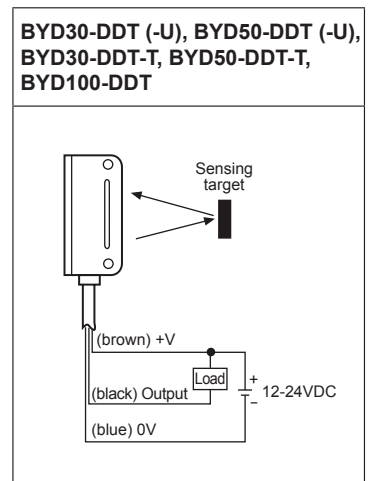 BYD30-DDT (-U), BYD50-DDT (-U),
BYD30-DDT-T, BYD50-DDT-T,
BYD100-DDT
Sensing
target
(brown) +V
Load
+
12-24VDC
−
(black) Output
(blue) 0V